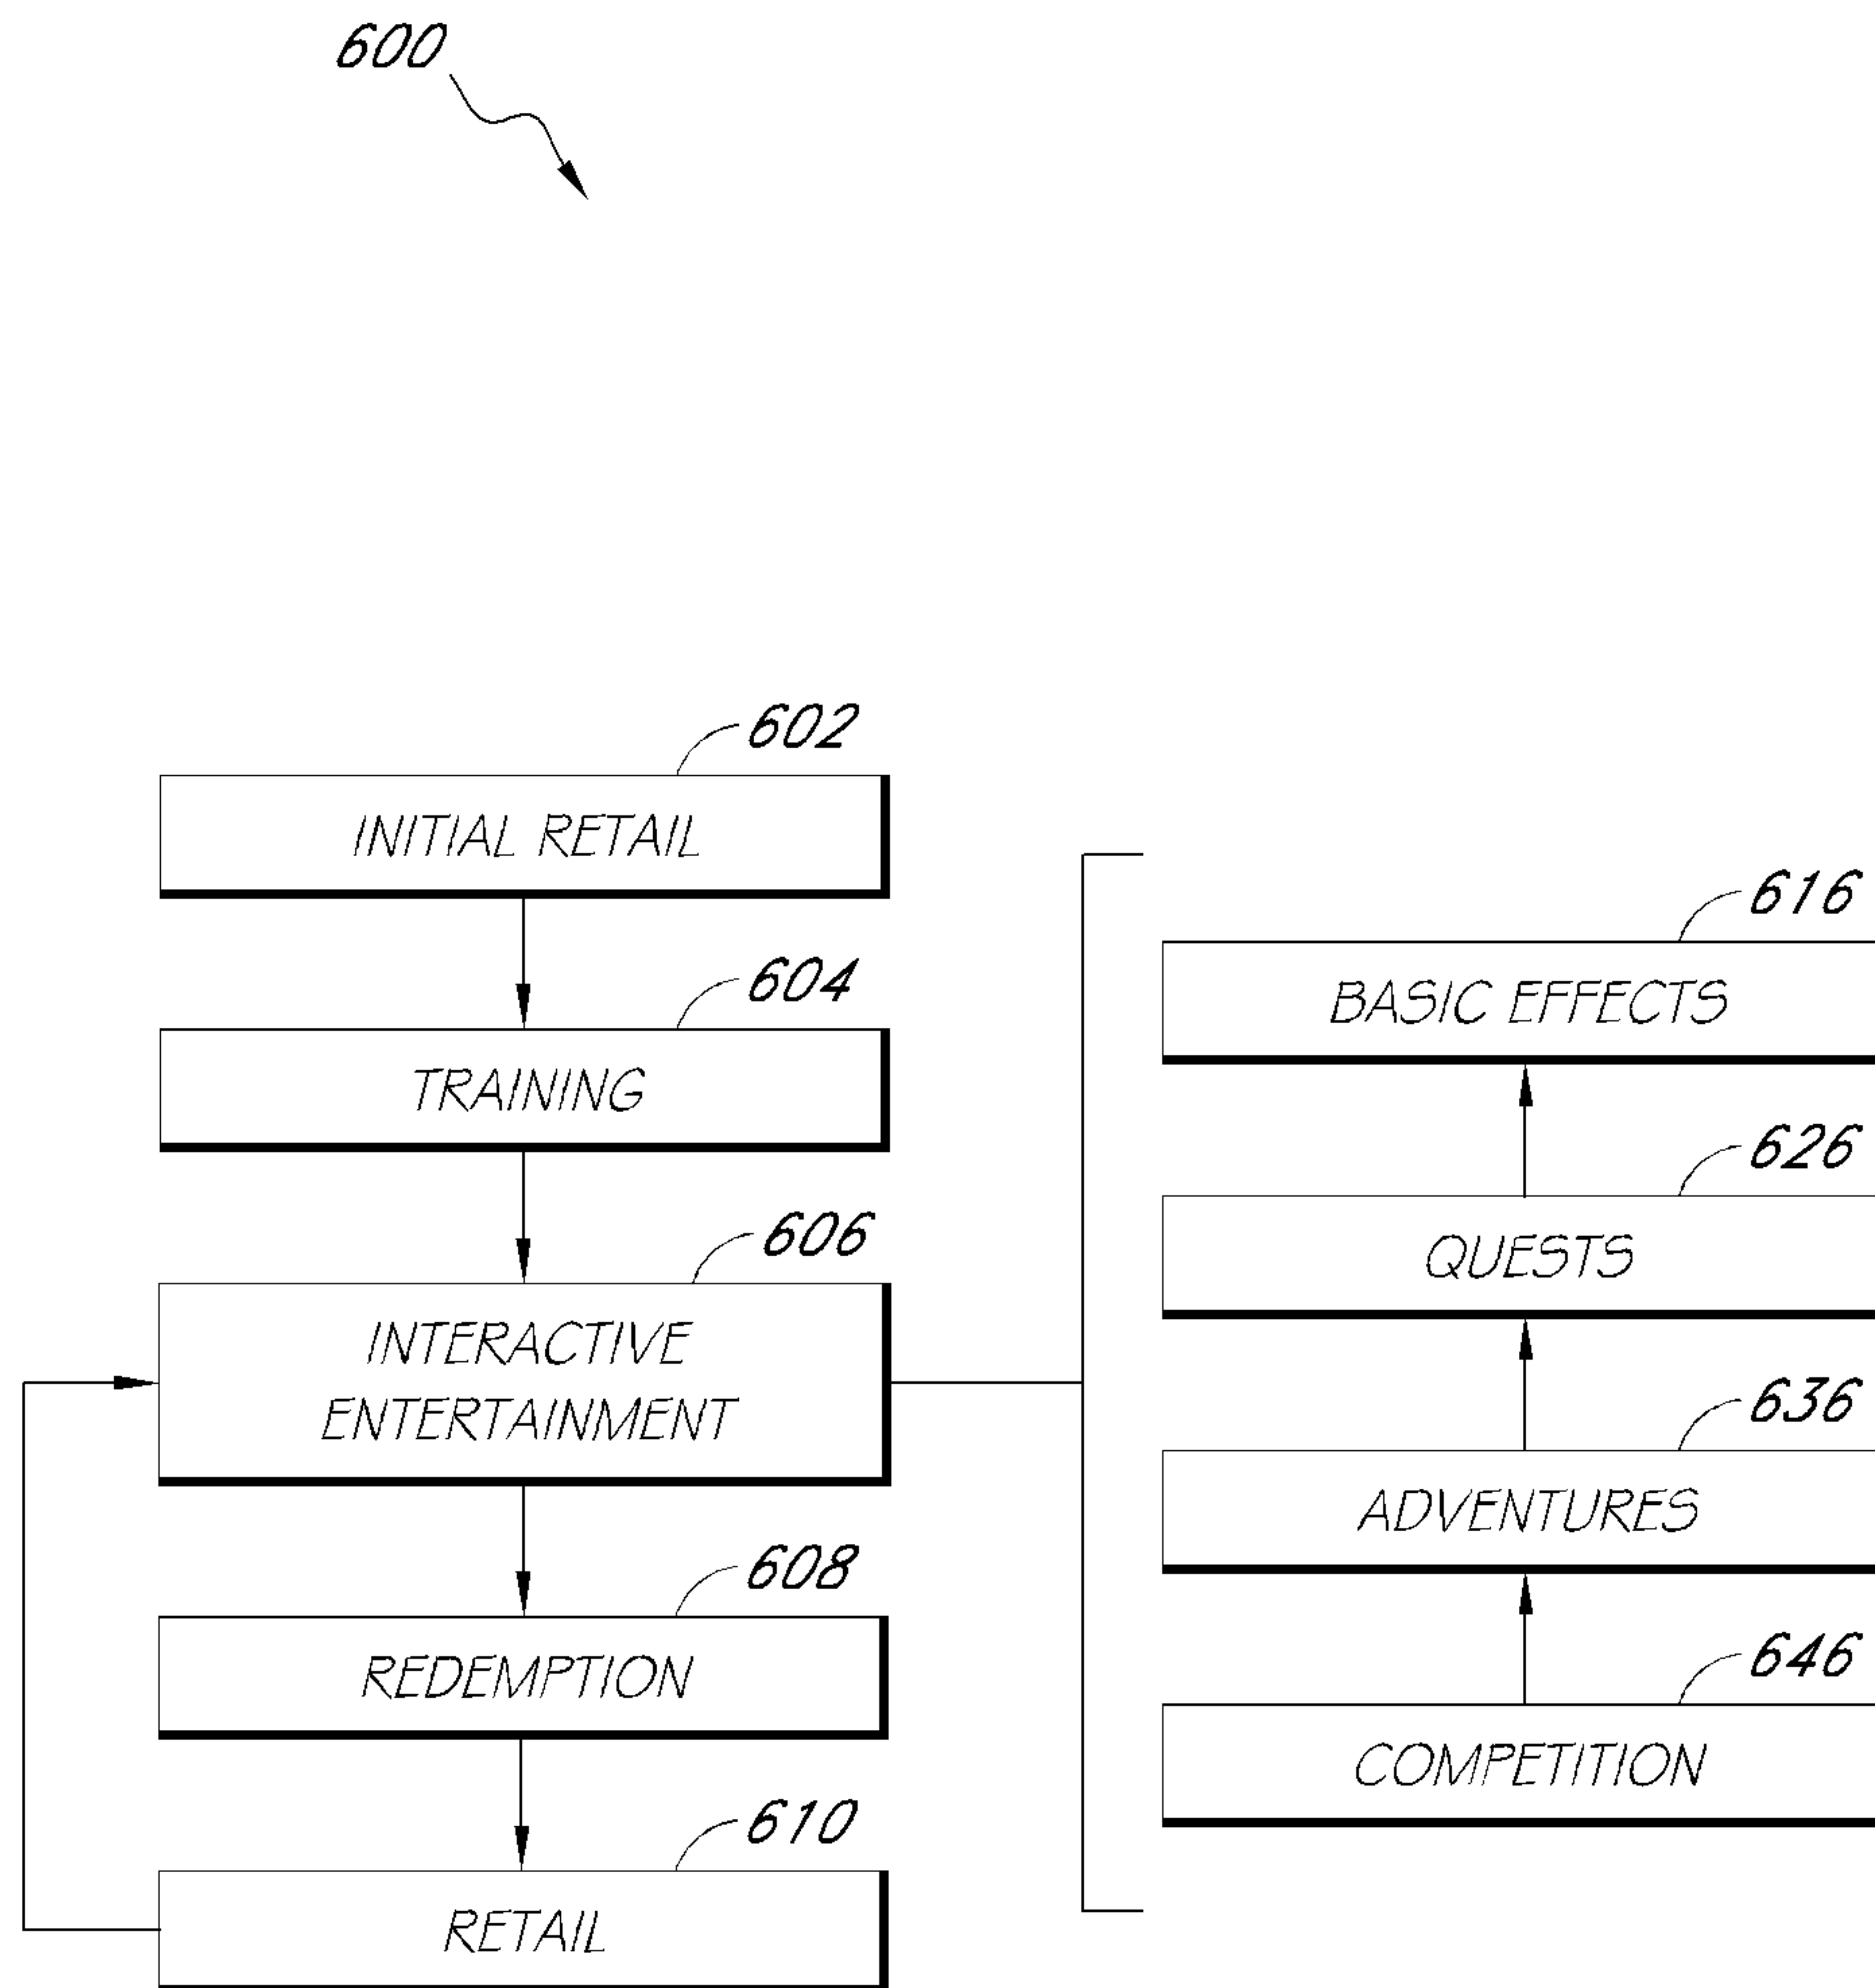 600
602
INITIAL RETAIL
604
TRAINING
606
INTERACTIVE
ENTERTAINMENT
608
REDEMPTION
610
RETAIL
616
BASIC EFFECTS
626
QUESTS
636
ADVENTURES
646
COMPETITION